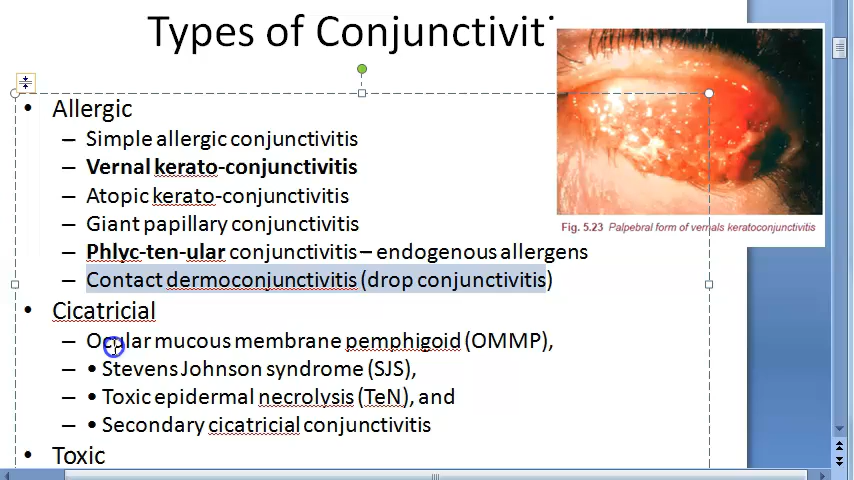 Types of Conjunctiviti
• Allergic
– Simple allergic conjunctivitis
– Vernal kerato-conjunctivitis
– Atopic kerato-conjunctivitis
– Giant papillary conjunctivitis
– Phlyc-ten-ular conjunctivitis – endogenous allergens
– Contact dermoconjunctivitis (drop conjunctivitis)
Fig. 5.23 Palpebral form of vernals keratoconjunctivitis
• Cicatricial
– Ocular mucous membrane pemphigoid (OMMP),
– • Stevens Johnson syndrome (SJS),
– • Toxic epidermal necrolysis (TeN), and
– • Secondary cicatricial conjunctivitis
Toxic